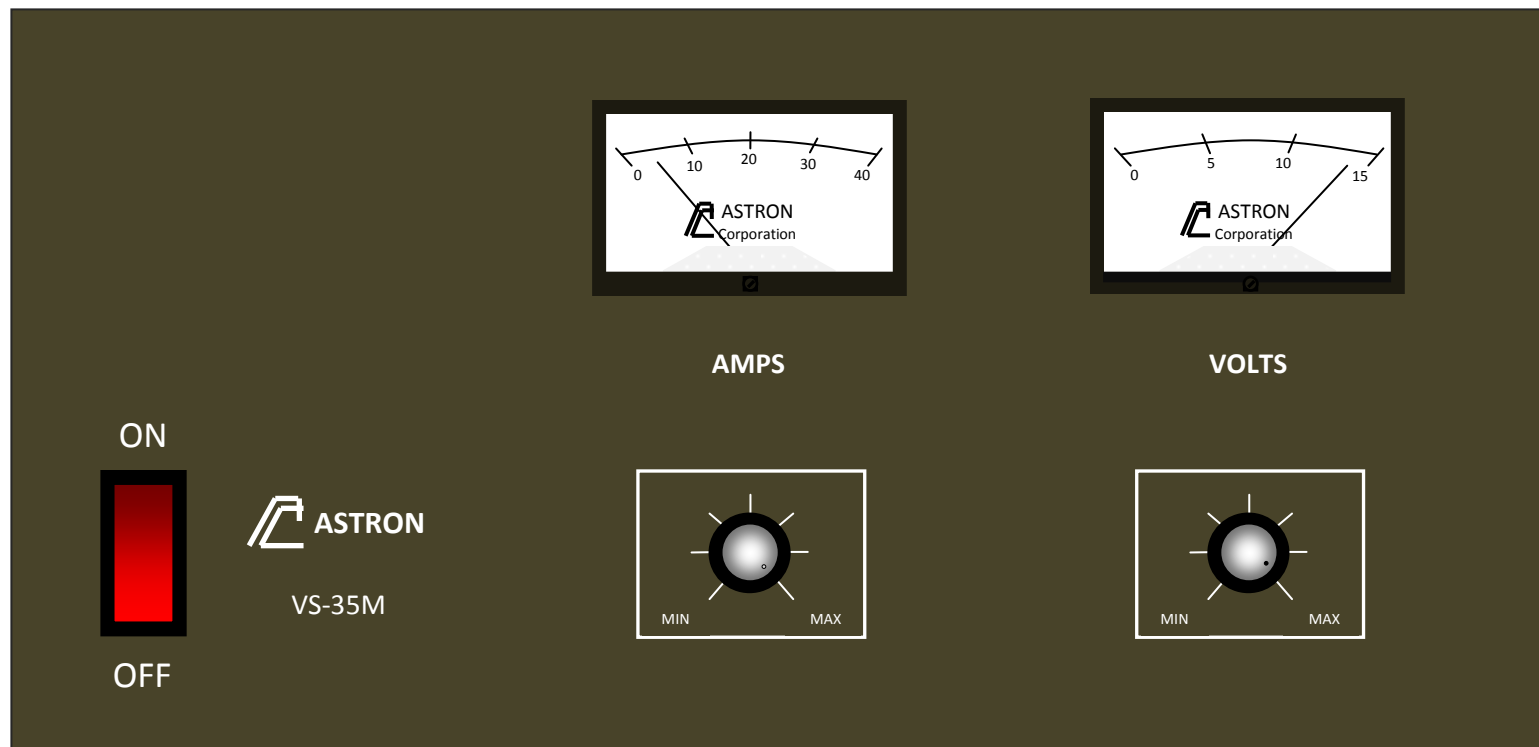 0 10 20 30 40
ASTRON
Corporation
0 5 10 15
ASTRON
Corporation
AMPS
VOLTS
ON
ASTRON
VS-35M
OFF
MIN MAX
MIN MAX